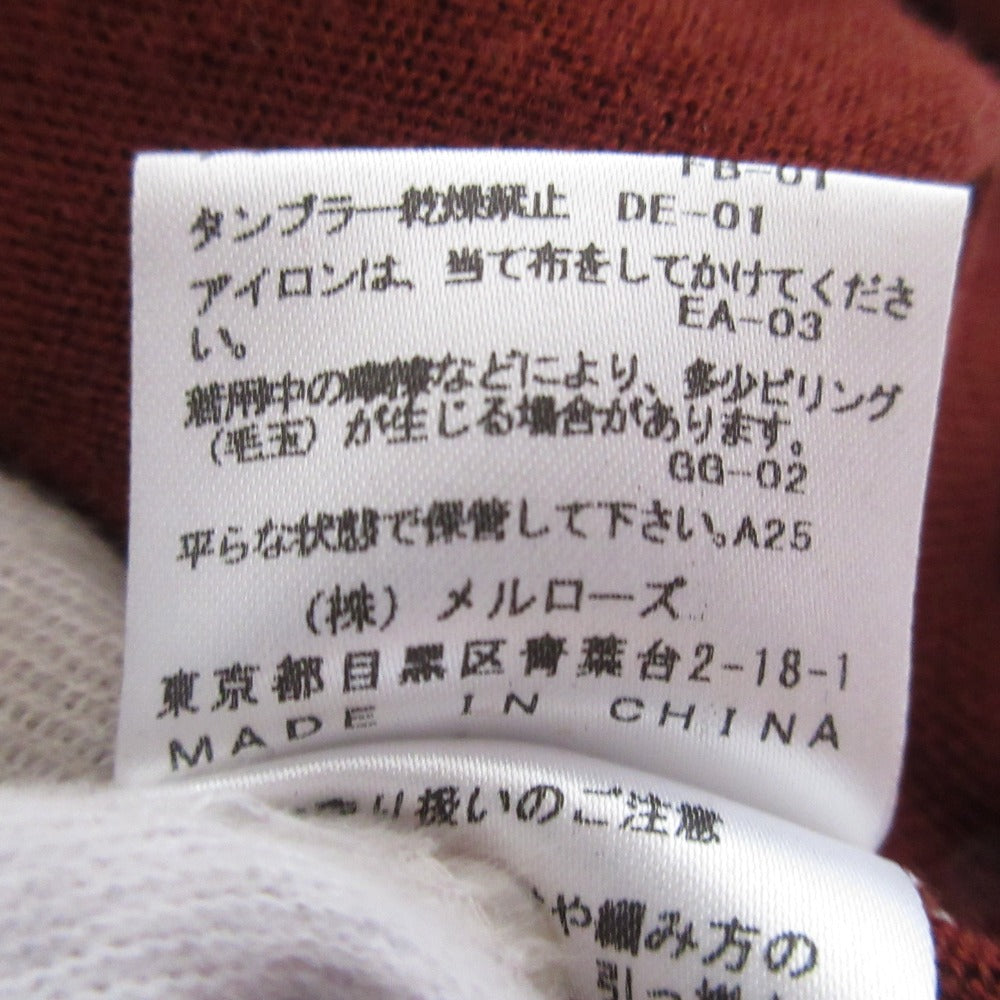 FB-01
タンブラー乾燥禁止 DE-01
アイロンは、当て布をしてかけてくださ
い。 EA-03
着用中の摩擦などにより、多少ピリング
(毛玉)が生じる場合があります。
GG-02
平らな状態で保管して下さい。A25
(株)メルローズ
東京都目黒区青葉台2-18-1
MADE IN CHINA
り扱いのご注意
や編み方の
引っ